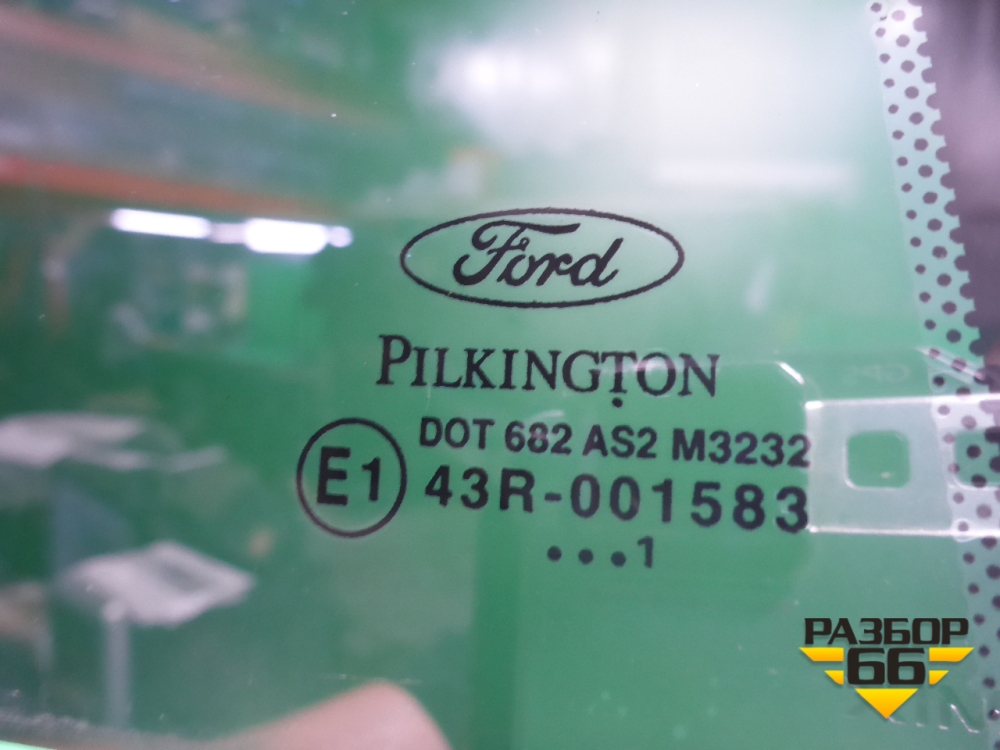 Ford
PILKINGTON
DOT 682 AS2 M3232
E1 43R-001583
...1
РАЗБОР
66